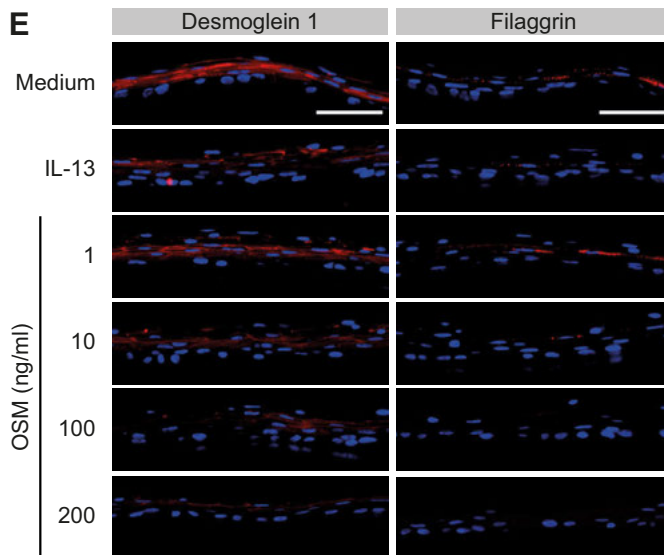 E
Desmoglein 1
Filaggrin
Medium
IL-13
OSM (ng/ml)
1
10
100
200